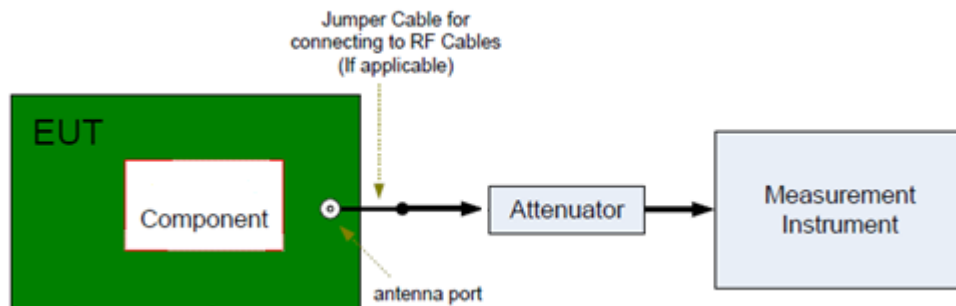 Jumper Cable for
connecting to RF Cables
(If applicable)
EUT
Component
Attenuator
Measurement
Instrument
antenna port